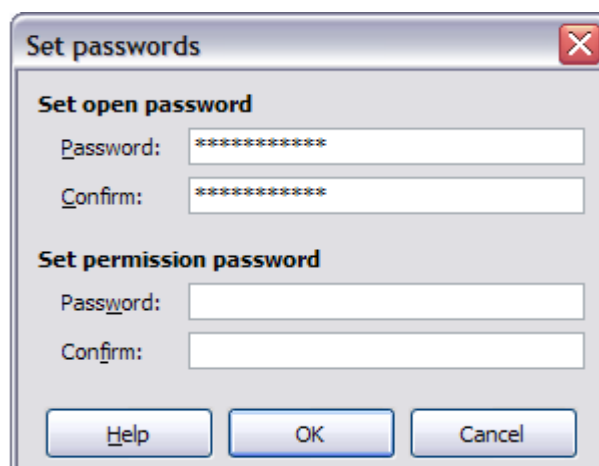 Set passwords
Set open password
Password: ***********
Confirm: ***********
Set permission password
Password:
Confirm:
Help OK Cancel